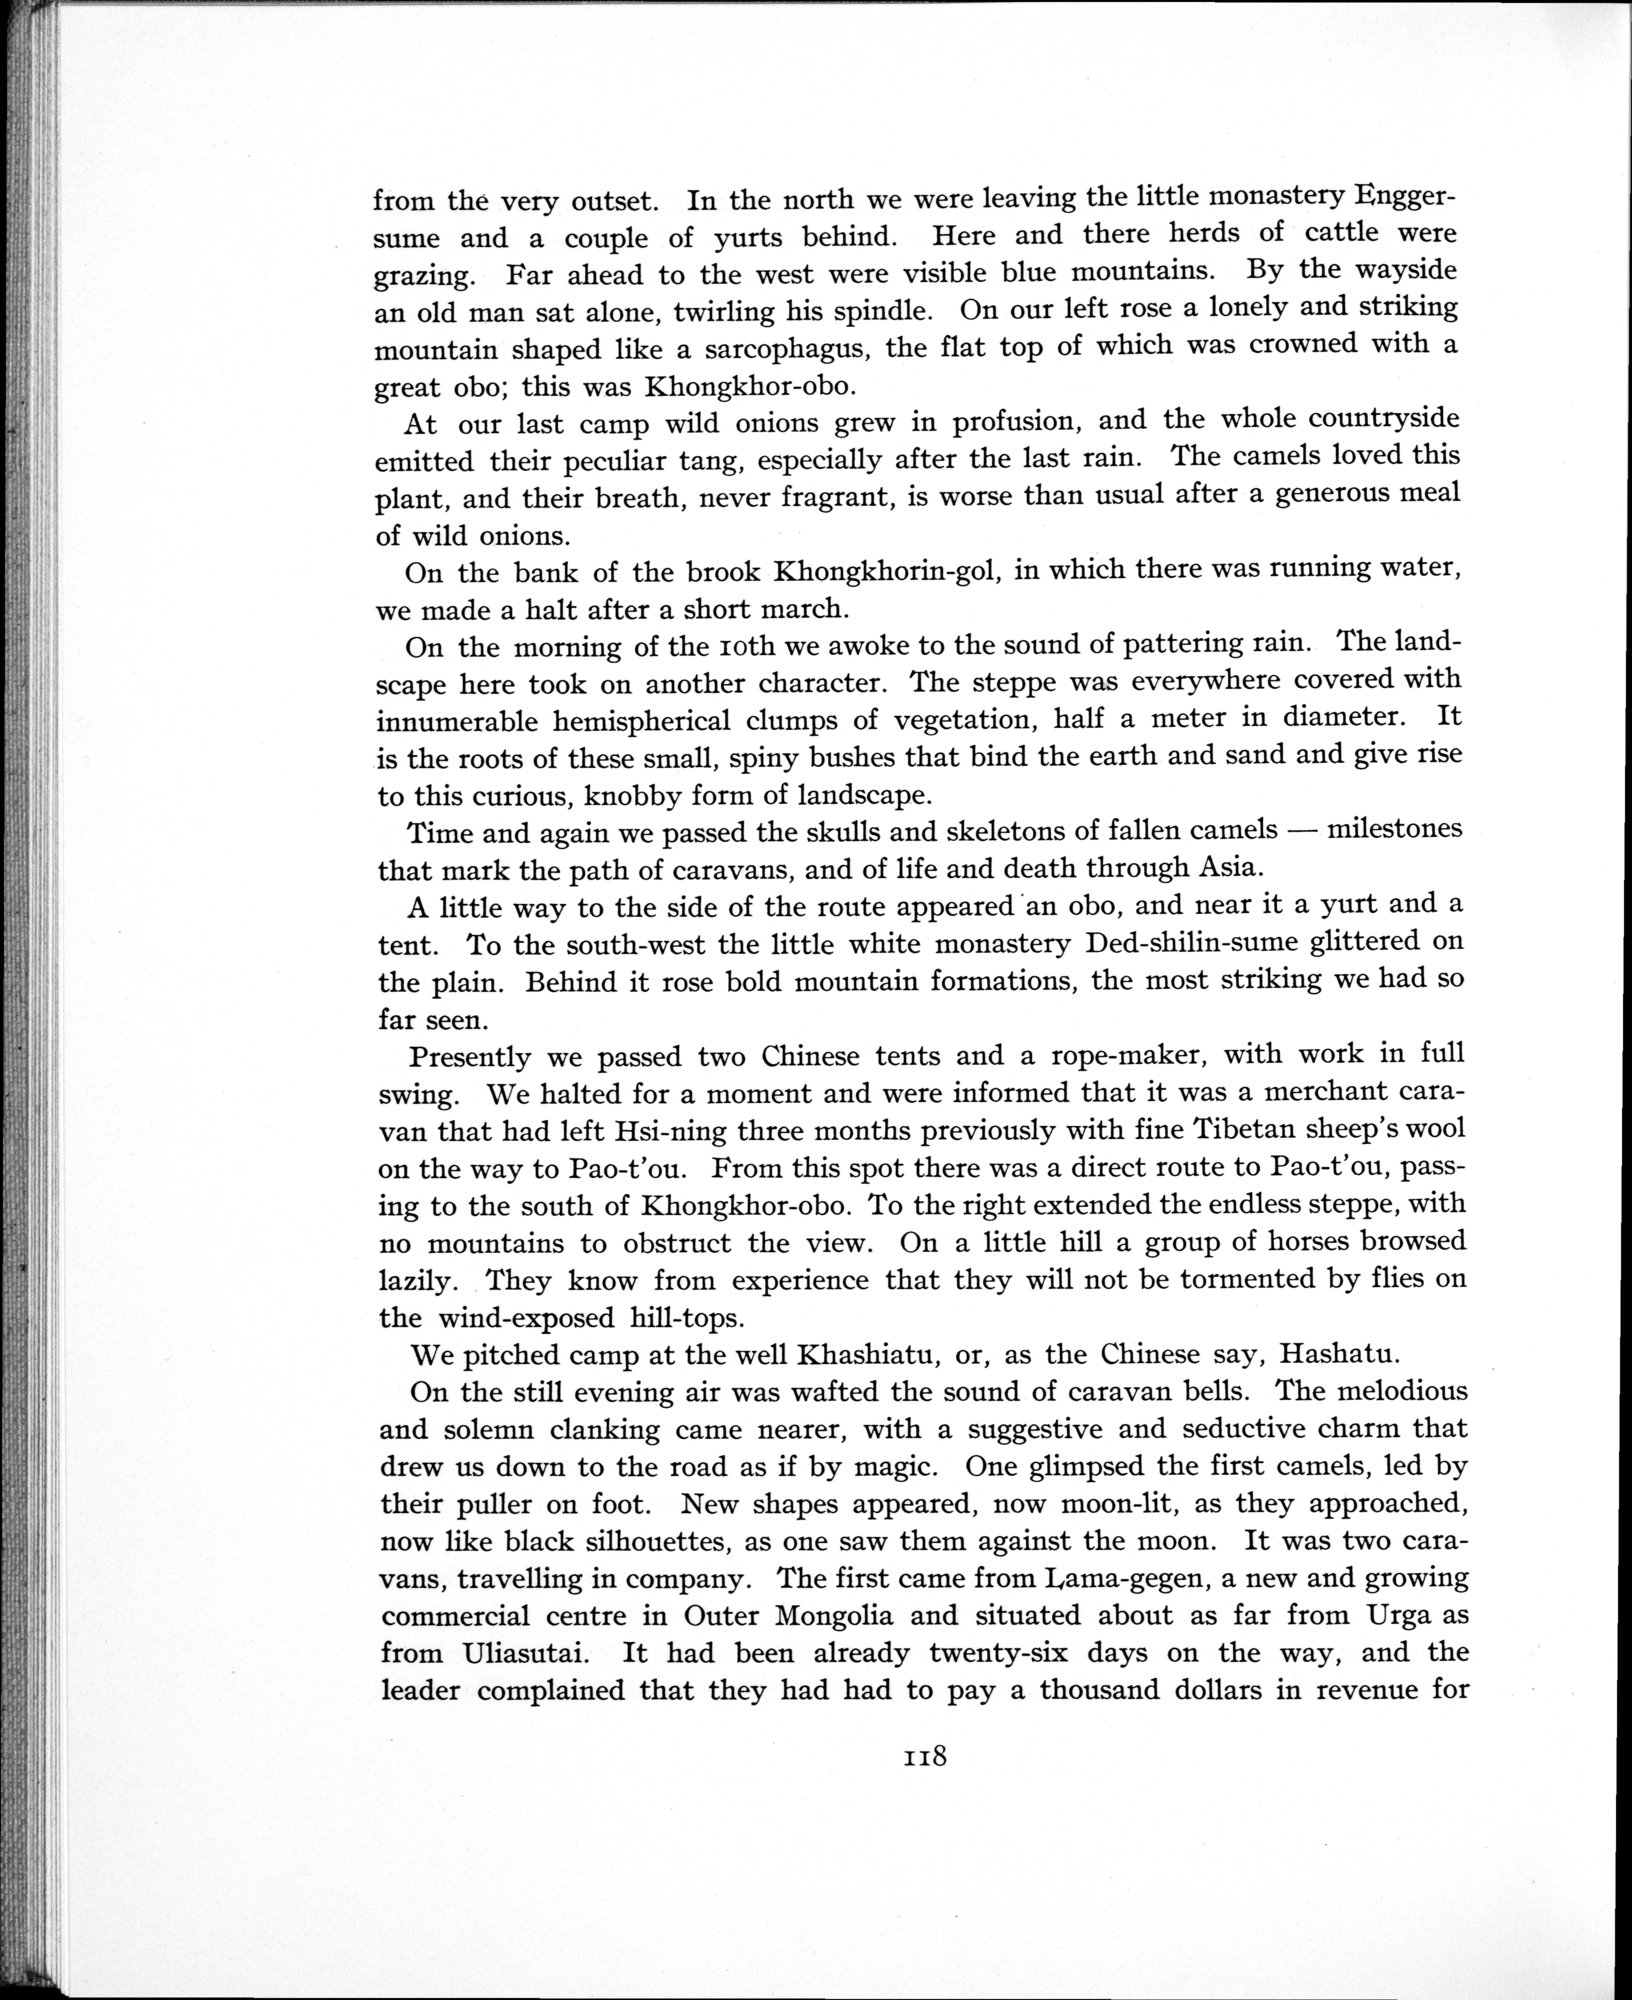 from the very outset. In the north we were leaving the little monastery Engger-
sume and a couple of yurts behind. Here and there herds of cattle were
grazing. Far ahead to the west were visible blue mountains. By the wayside
an old man sat alone, twirling his spindle. On our left rose a lonely and striking
mountain shaped like a sarcophagus, the flat top of which was crowned with a
great obo; this was Khongkhor-obo.
At our last camp wild onions grew in profusion, and the whole countryside
emitted their peculiar tang, especially after the last rain. The camels loved this
plant, and their breath, never fragrant, is worse than usual after a generous meal
of wild onions.
On the bank of the brook Khongkhorin-gol, in which there was running water,
we made a halt after a short march.
On the morning of the 10th we awoke to the sound of pattering rain. The land-
scape here took on another character. The steppe was everywhere covered with
innumerable hemispherical clumps of vegetation, half a meter in diameter. It
is the roots of these small, spiny bushes that bind the earth and sand and give rise
to this curious, knobby form of landscape.
Time and again we passed the skulls and skeletons of fallen camels — milestones
that mark the path of caravans, and of life and death through Asia.
A little way to the side of the route appeared an obo, and near it a yurt and a
tent. To the south-west the little white monastery Ded-shilin-sume glittered on
the plain. Behind it rose bold mountain formations, the most striking we had so
far seen.
Presently we passed two Chinese tents and a rope-maker, with work in full
swing. We halted for a moment and were informed that it was a merchant cara-
van that had left Hsi-ning three months previously with fine Tibetan sheep's wool
on the way to Pao-t'ou. From this spot there was a direct route to Pao-t'ou, pass-
ing to the south of Khongkhor-obo. To the right extended the endless steppe, with
no mountains to obstruct the view. On a little hill a group of horses browsed
lazily. They know from experience that they will not be tormented by flies on
the wind-exposed hill-tops.
We pitched camp at the well Khashiatu, or, as the Chinese say, Hashatu.
On the still evening air was wafted the sound of caravan bells. The melodious
and solemn clanking came nearer, with a suggestive and seductive charm that
drew us down to the road as if by magic. One glimpsed the first camels, led by
their puller on foot. New shapes appeared, now moon-lit, as they approached,
now like black silhouettes, as one saw them against the moon. It was two cara-
vans, travelling in company. The first came from Lama-gegen, a new and growing
commercial centre in Outer Mongolia and situated about as far from Urga as
from Uliasutai. It had been already twenty-six days on the way, and the
leader complained that they had had to pay a thousand dollars in revenue for
118